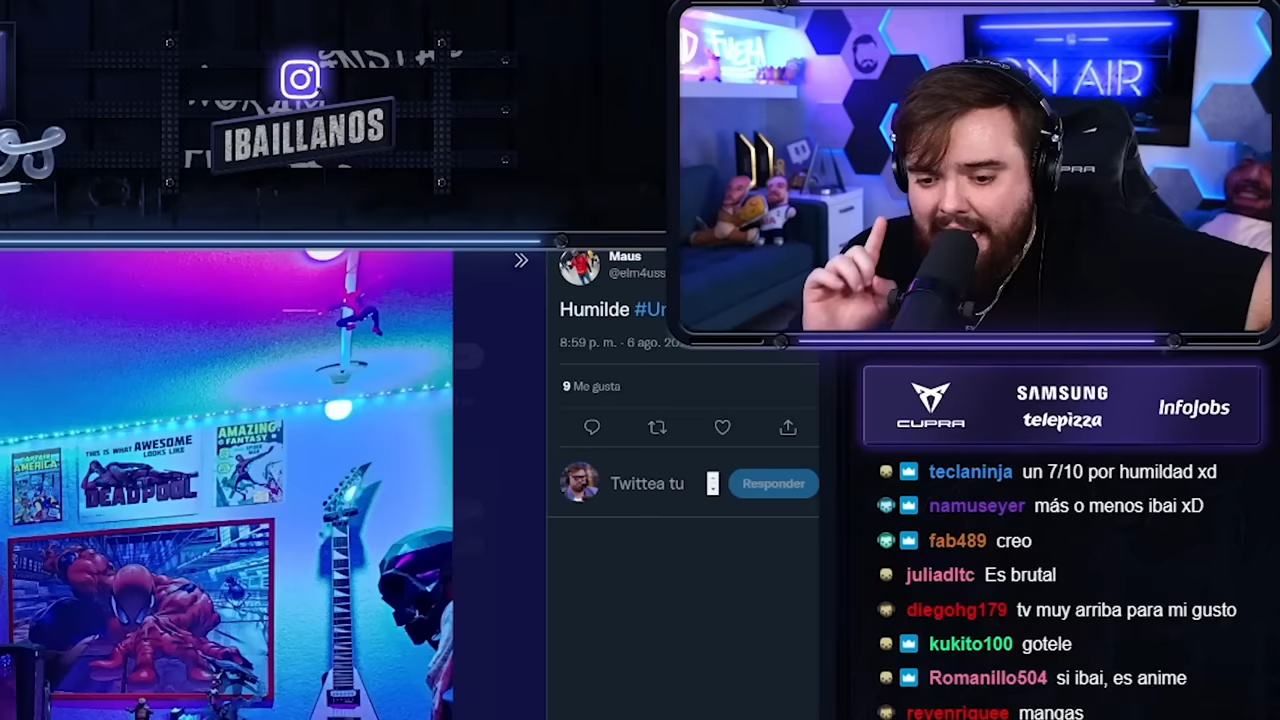 IBAILLANOS
FUERA
ON AIR
Maus
@elm4uss
Humilde #Ur
8:59 p. m. · 6 ago. 20
9 Me gusta
Twittea tu
Responder
CAPTAIN AMERICA
THIS IS WHAT AWESOME
LOOKS LIKE
DEADPOOL
AMAZING
FANTASY
CUPRA
SAMSUNG
telepizza
InfoJobs
teclaninja un 7/10 por humildad xd
namuseyer más o menos ibai xD
fab489 creo
juliadltc Es brutal
diegohg179 tv muy arriba para mi gusto
kukito100 gotele
Romanillo504 si ibai, es anime
revenriquee mangas